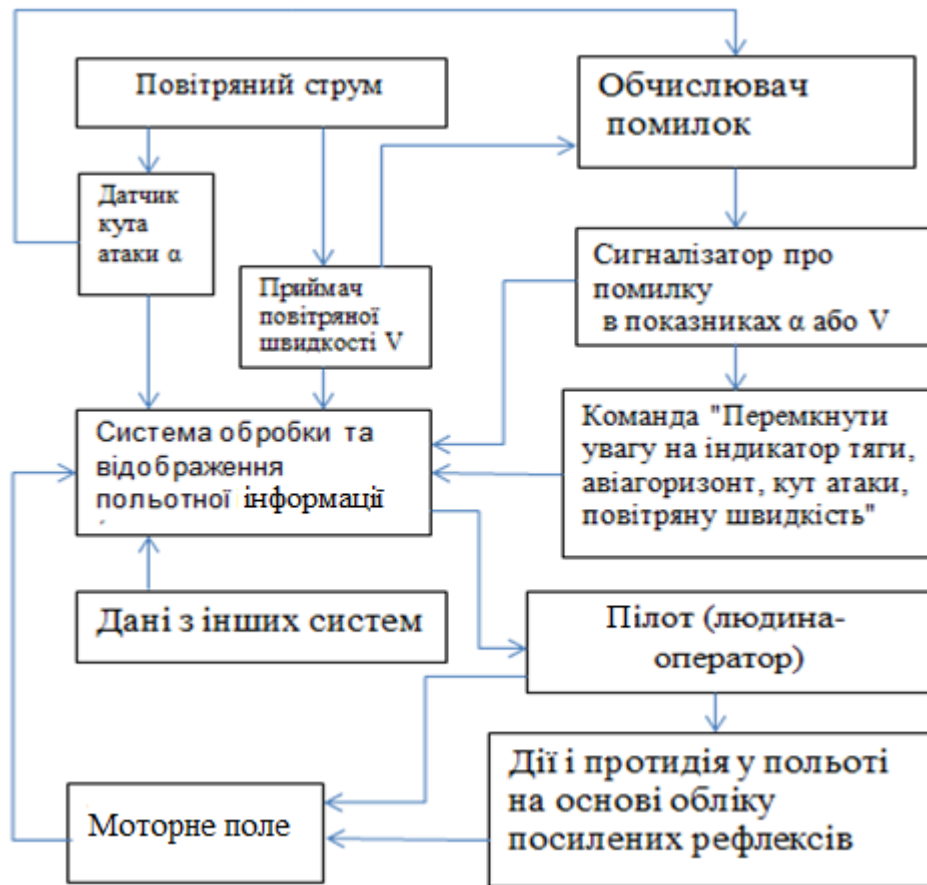 Повітряний струм
Обчислювач
помилок
Датчик
кута
атаки α
Приймач
повітряної
швидкості V
Сигналізатор про
помилку
в показниках α або V
Система обробки та
відображення
польотної інформації
Команда "Перемкнути
увагу на індикатор тяги,
авіагоризонт, кут атаки,
повітряну швидкість"
Дані з інших систем
Пілот (людина-
оператор)
Моторне поле
Дії і протидія у польоті
на основі обліку
посилених рефлексів